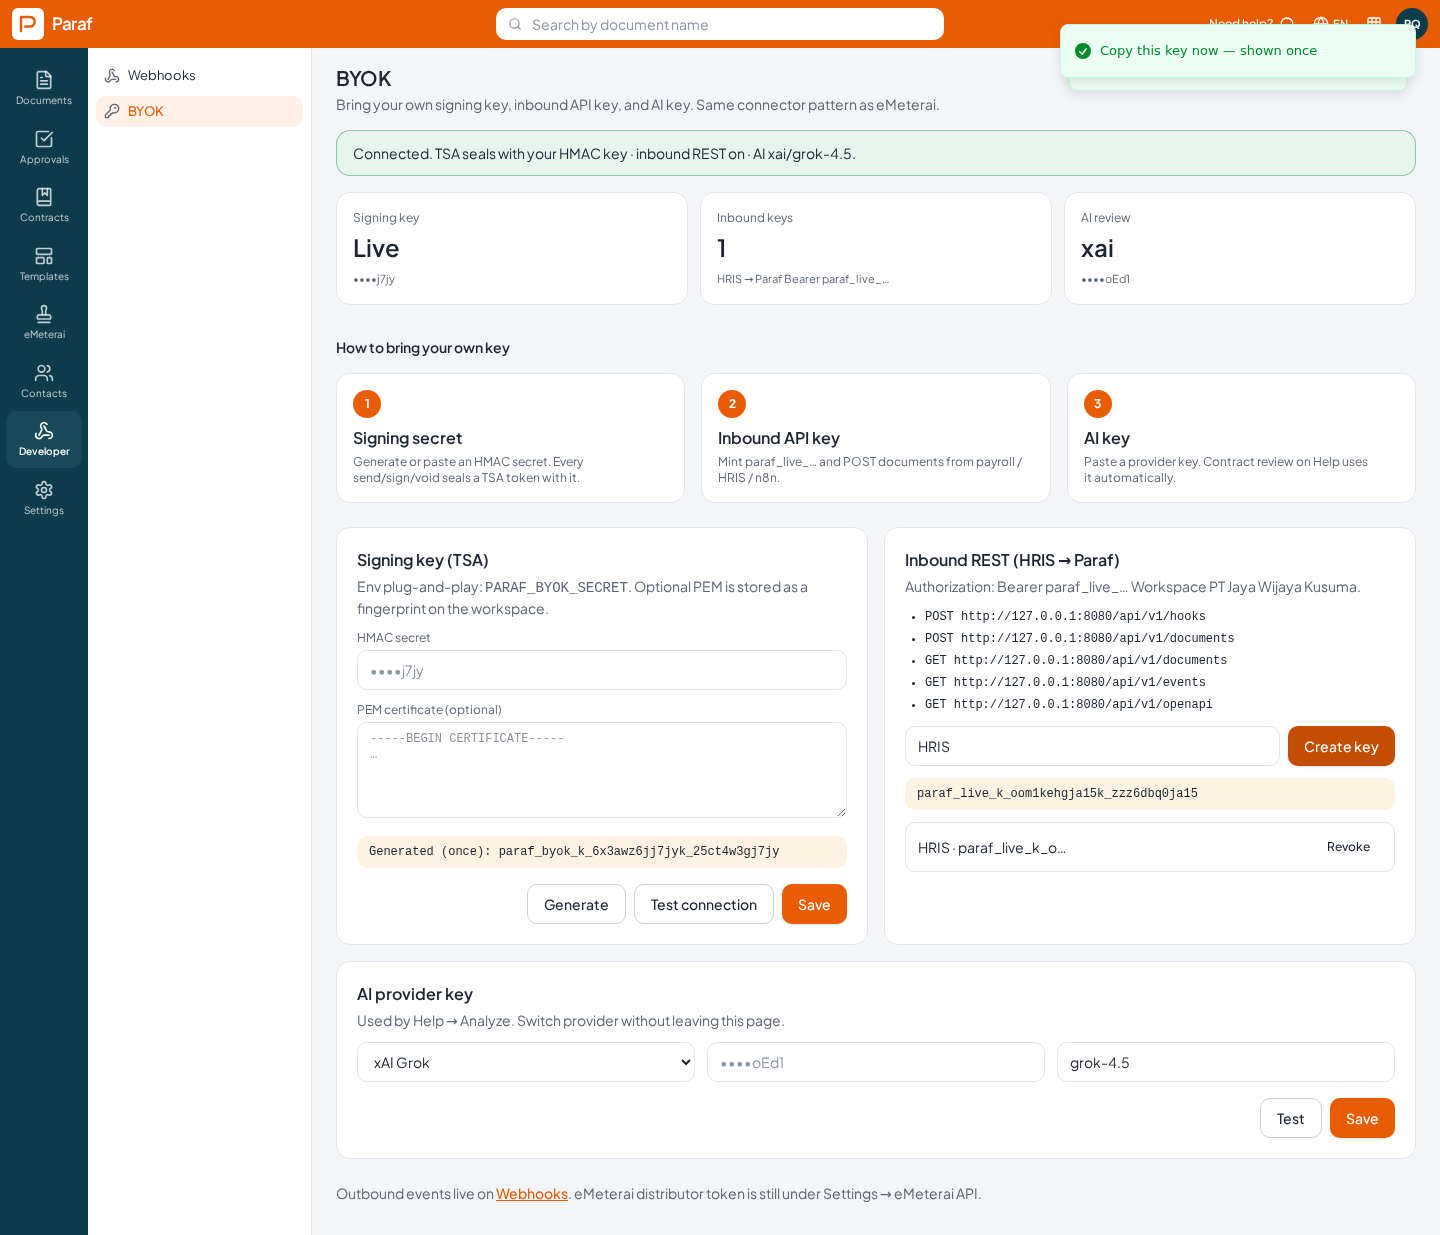 Paraf
Search by document name
Need help?
EN
Copy this key now — shown once
Documents
Approvals
Contracts
Templates
eMeterai
Contacts
Developer
Settings
Webhooks
BYOK
BYOK
Bring your own signing key, inbound API key, and AI key. Same connector pattern as eMeterai.
Connected. TSA seals with your HMAC key · inbound REST on · AI xai/grok-4.5.
Signing key
Live
••••j7jy
Inbound keys
1
HRIS → Paraf Bearer paraf_live_…
AI review
xai
••••oEd1
How to bring your own key
1
Signing secret
Generate or paste an HMAC secret. Every
send/sign/void seals a TSA token with it.
2
Inbound API key
Mint paraf_live_… and POST documents from payroll /
HRIS / n8n.
3
AI key
Paste a provider key. Contract review on Help uses
it automatically.
Signing key (TSA)
Env plug-and-play: PARAF_BYOK_SECRET. Optional PEM is stored as a
fingerprint on the workspace.
HMAC secret
••••j7jy
PEM certificate (optional)
-----BEGIN CERTIFICATE-----
…
Generated (once): paraf_byok_k_6x3awz6jj7jyk_25ct4w3gj7jy
Generate
Test connection
Save
Inbound REST (HRIS → Paraf)
Authorization: Bearer paraf_live_… Workspace PT Jaya Wijaya Kusuma.
• POST http://127.0.0.1:8080/api/v1/hooks
• POST http://127.0.0.1:8080/api/v1/documents
• GET http://127.0.0.1:8080/api/v1/documents
• GET http://127.0.0.1:8080/api/v1/events
• GET http://127.0.0.1:8080/api/v1/openapi
HRIS
Create key
paraf_live_k_oom1kehgja15k_zzz6dbq0ja15
HRIS · paraf_live_k_o…
Revoke
AI provider key
Used by Help → Analyze. Switch provider without leaving this page.
xAI Grok
••••oEd1
grok-4.5
Test
Save
Outbound events live on Webhooks. eMeterai distributor token is still under Settings → eMeterai API.